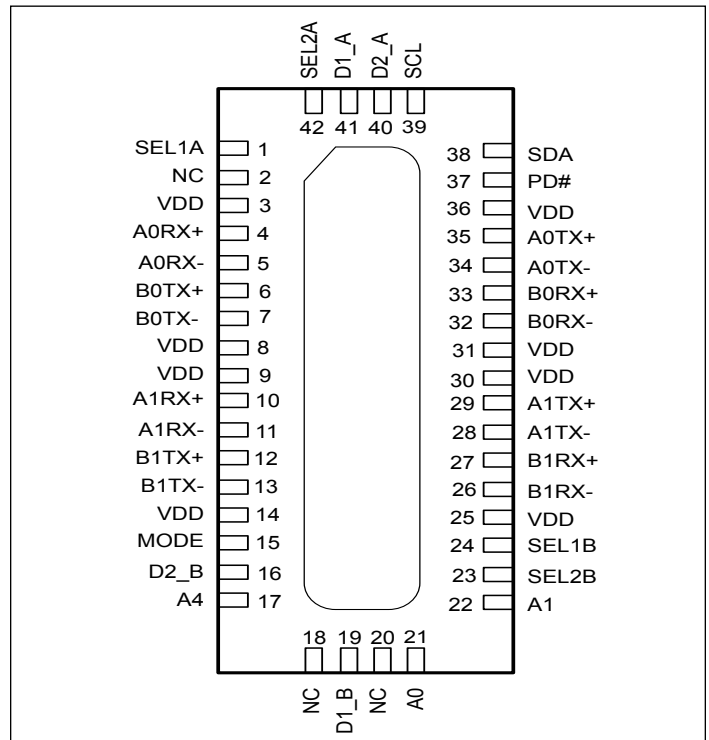 SEL2A D1_A D2_A SCL
42 41 40 39
SEL1A 1
NC 2
VDD 3
A0RX+ 4
A0RX- 5
B0TX+ 6
B0TX- 7
VDD 8
VDD 9
A1RX+ 10
A1RX- 11
B1TX+ 12
B1TX- 13
VDD 14
MODE 15
D2_B 16
A4 17
38 SDA
37 PD#
36 VDD
35 A0TX+
34 A0TX-
33 B0RX+
32 B0RX-
31 VDD
30 VDD
29 A1TX+
28 A1TX-
27 B1RX+
26 B1RX-
25 VDD
24 SEL1B
23 SEL2B
22 A1
18 19 20 21
NC D1_B NC A0